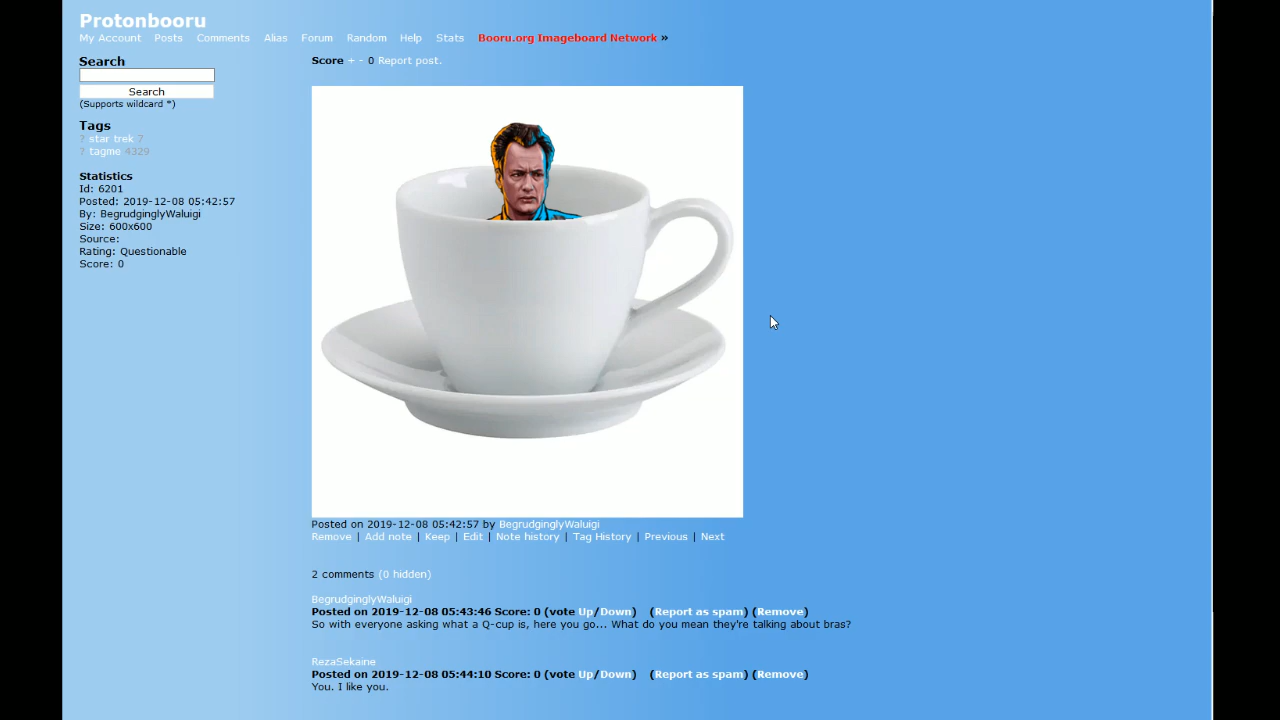 Protonbooru
My Account Posts Comments Alias Forum Random Help Stats Booru.org Imageboard Network »
Search
Search
(Supports wildcard *)
Tags
? star trek 7
? tagme 4329
Statistics
Id: 6201
Posted: 2019-12-08 05:42:57
By: BegrudginglyWaluigi
Size: 600x600
Source:
Rating: Questionable
Score: 0
Score + - 0 Report post.
Posted on 2019-12-08 05:42:57 by BegrudginglyWaluigi
Remove | Add note | Keep | Edit | Note history | Tag History | Previous | Next
2 comments (0 hidden)
BegrudginglyWaluigi
Posted on 2019-12-08 05:43:46 Score: 0 (vote Up/Down) (Report as spam) (Remove)
So with everyone asking what a Q-cup is, here you go... What do you mean they're talking about bras?
RezaSekaine
Posted on 2019-12-08 05:44:10 Score: 0 (vote Up/Down) (Report as spam) (Remove)
You. I like you.